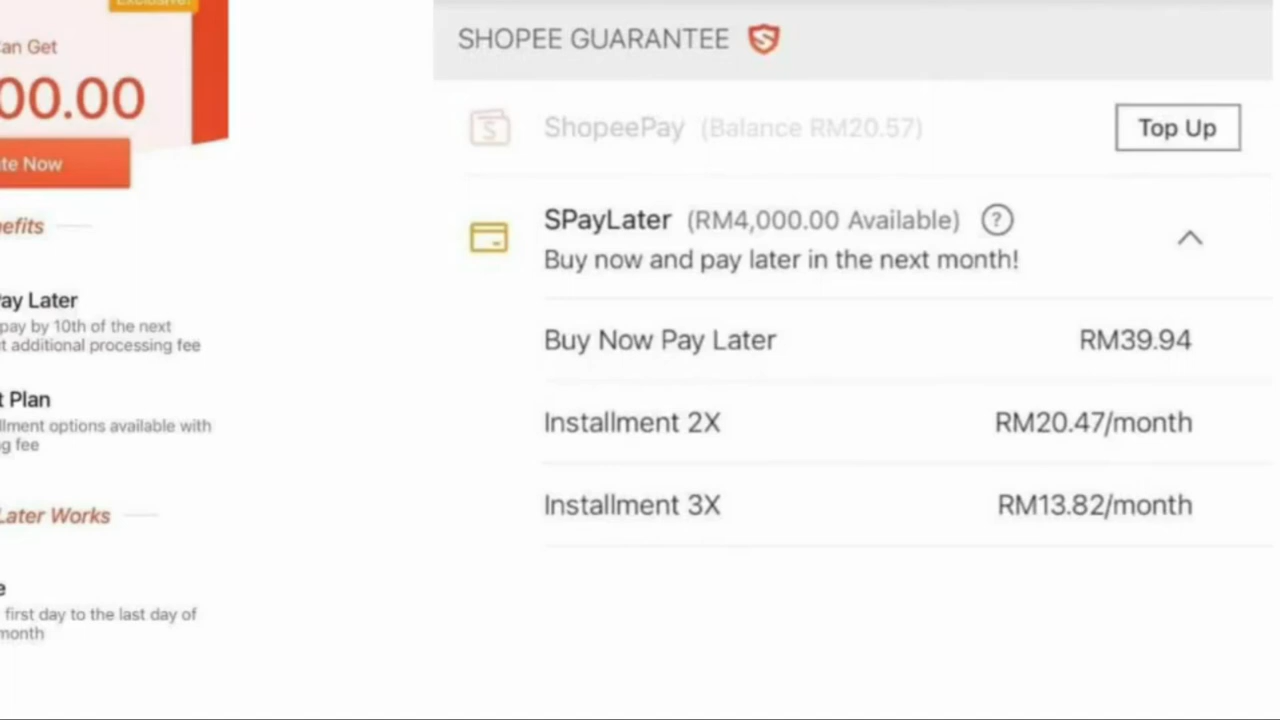 Exclusive!
an Get
00.00
te Now
nefits
Pay Later
pay by 10th of the next
t additional processing fee
t Plan
llment options available with
g fee
Later Works
e
first day to the last day of
month
SHOPEE GUARANTEE
ShopeePay (Balance RM20.57)
Top Up
SPayLater (RM4,000.00 Available) ?
Buy now and pay later in the next month!
Buy Now Pay Later RM39.94
Installment 2X RM20.47/month
Installment 3X RM13.82/month